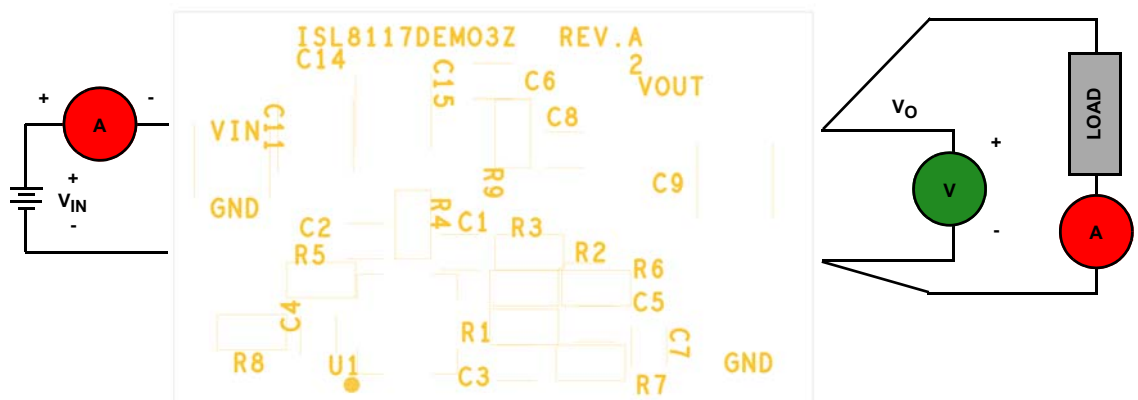 ISL8117DEMO3Z REV.A
C14
2
C15
C6
VOUT
+ -
A
C11
VIN
C8
VO
LOAD
+
+
VIN
-
R9
C9
V
GND
R4
C2
C1
R3
-
A
R5
R2
R6
C4
C5
R1
C7
R8
U1
GND
C3
R7